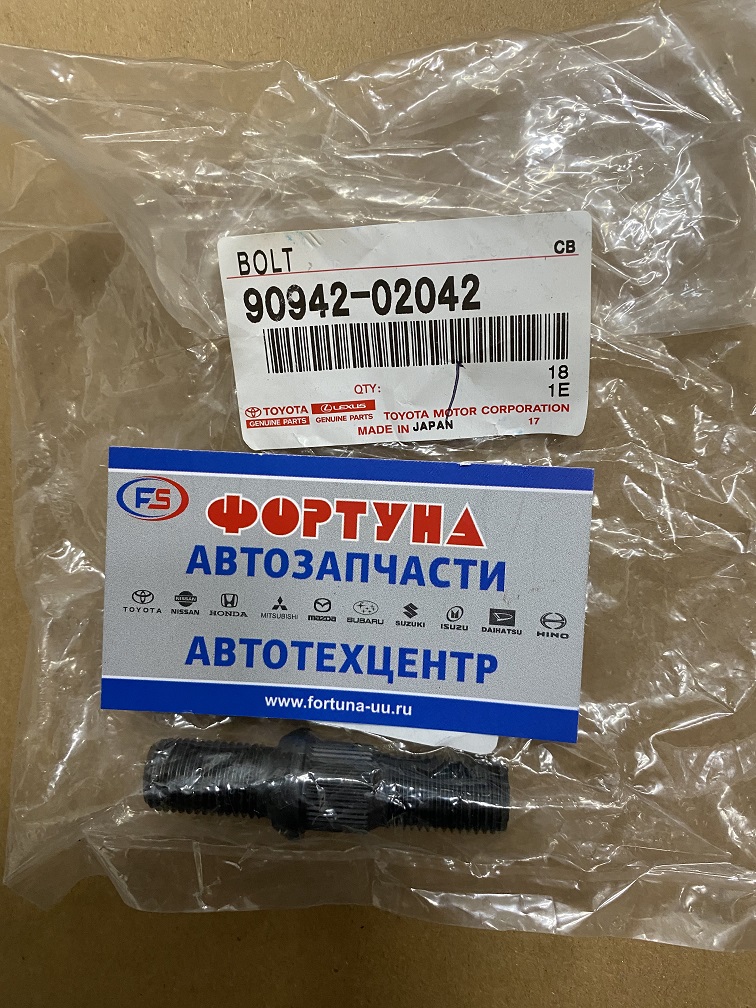 BOLT
CB
90942-02042
18
QTY:
1E
TOYOTA
GENUINE PARTS
LEXUS
GENUINE PARTS
TOYOTA MOTOR CORPORATION
MADE IN JAPAN
17
FS
ФОРТУНА
АВТОЗАПЧАСТИ
TOYOTA
NISSAN
HONDA
MITSUBISHI
mazda
SUBARU
SUZUKI
ISUZU
DAIHATSU
HINO
АВТОТЕХЦЕНТР
www.fortuna-uu.ru